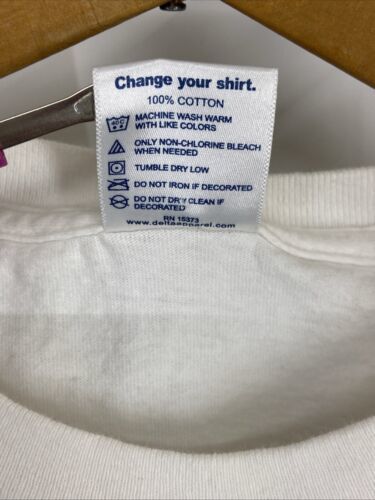 Change your shirt.
100% COTTON
MACHINE WASH WARM
WITH LIKE COLORS
ONLY NON-CHLORINE BLEACH
WHEN NEEDED
TUMBLE DRY LOW
DO NOT IRON IF DECORATED
DO NOT DRY CLEAN IF
DECORATED
RN 15373
www.deltaapparel.com